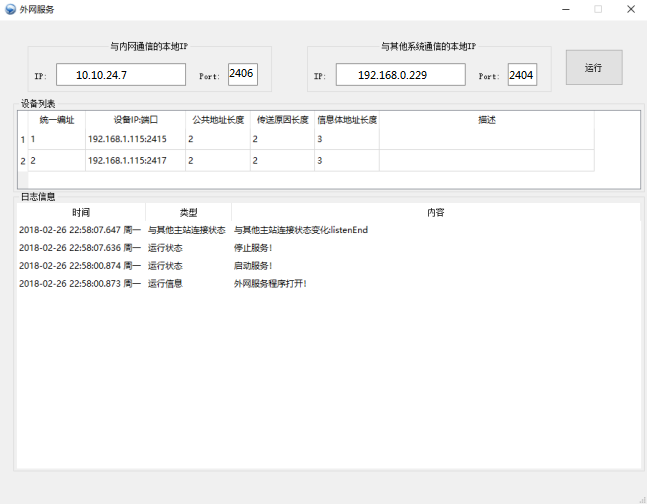 外网服务
与内网通信的本地IP
与其他系统通信的本地IP
IP: 10.10.24.7 Port: 2406
IP: 192.168.0.229 Port: 2404
运行
设备列表
统一编址 设备IP:端口 公共地址长度 传送原因长度 信息体地址长度 描述
1 1 192.168.1.115:2415 2 2 3
2 2 192.168.1.117:2417 2 2 3
日志信息
时间 类型 内容
2018-02-26 22:58:07.647 周一 与其他主站连接状态 与其他主站连接状态变化:listenEnd
2018-02-26 22:58:07.636 周一 运行状态 停止服务!
2018-02-26 22:58:00.874 周一 运行状态 启动服务!
2018-02-26 22:58:00.873 周一 运行信息 外网服务程序打开!